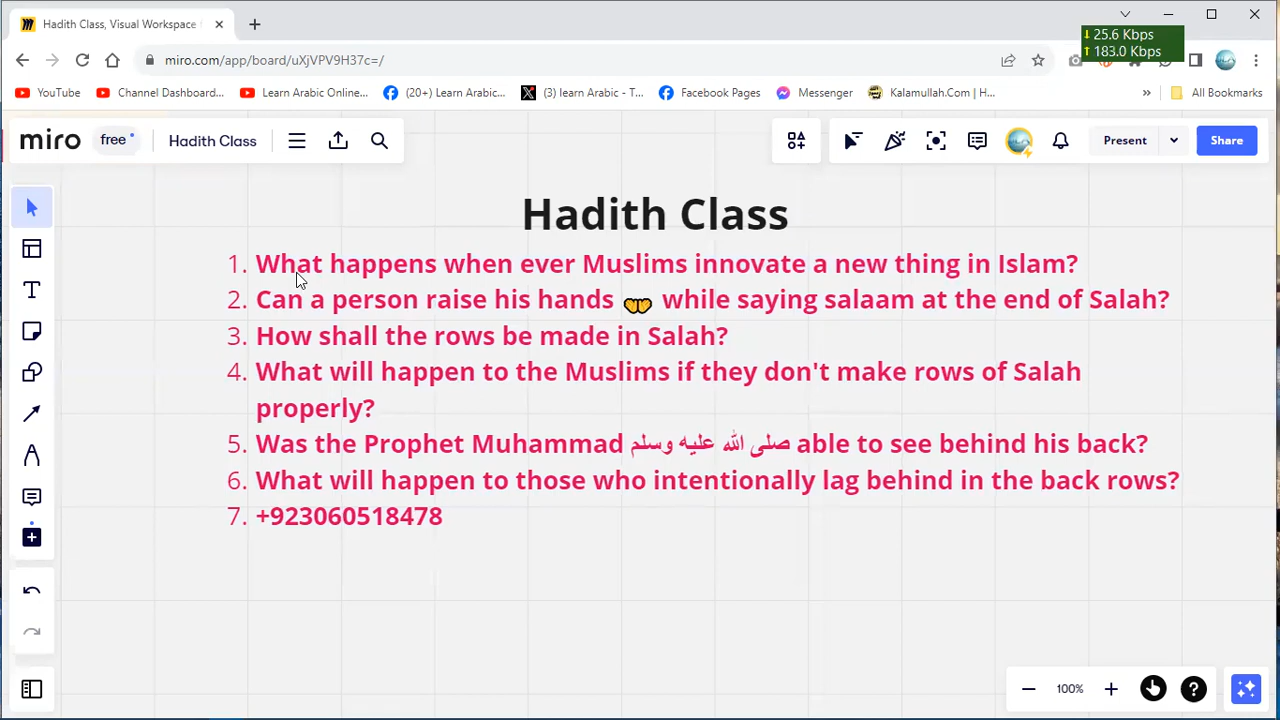 Hadith Class, Visual Workspace
25.6 Kbps
183.0 Kbps
miro.com/app/board/uXjVPV9H37c=/
YouTube
Channel Dashboard...
Learn Arabic Online...
(20+) Learn Arabic...
(3) learn Arabic - T...
Facebook Pages
Messenger
Kalamullah.Com | H...
»
All Bookmarks
miro
free
Hadith Class
Present
Share
Hadith Class
1. What happens when ever Muslims innovate a new thing in Islam?
2. Can a person raise his hands 🤲 while saying salaam at the end of Salah?
3. How shall the rows be made in Salah?
4. What will happen to the Muslims if they don't make rows of Salah
properly?
5. Was the Prophet Muhammad صلى الله عليه وسلم able to see behind his back?
6. What will happen to those who intentionally lag behind in the back rows?
7. +923060518478
100%